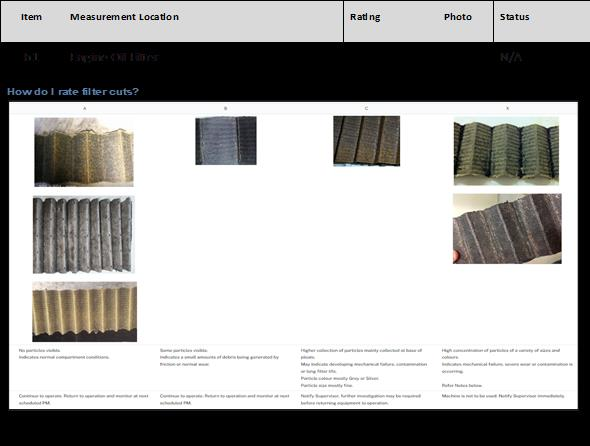 Item Measurement Location Rating Photo Status
5.1 Engine Oil Filter N/A
How do I rate filter cuts?
A B C X
No particles visible.
Indicates normal compartment conditions.
Continue to operate. Return to operation and monitor at next
scheduled PM.
Some particles visible.
Indicates a small amounts of debris being generated by
friction or normal wear.
Continue to operate. Return to operation and monitor at next
scheduled PM.
Higher collection of particles mainly collected at base of
pleats.
May indicate developing mechanical failure, contamination
or long filter life.
Particle colour mostly Grey or Silver.
Particle size mostly fine.
Notify Supervisor, further investigation may be required
before returning equipment to operation.
High concentration of particles of a variety of sizes and
colours.
Indicates mechanical failure, severe wear or contamination is
occurring.
Refer Notes below.
Machine is not to be used. Notify Supervisor immediately.